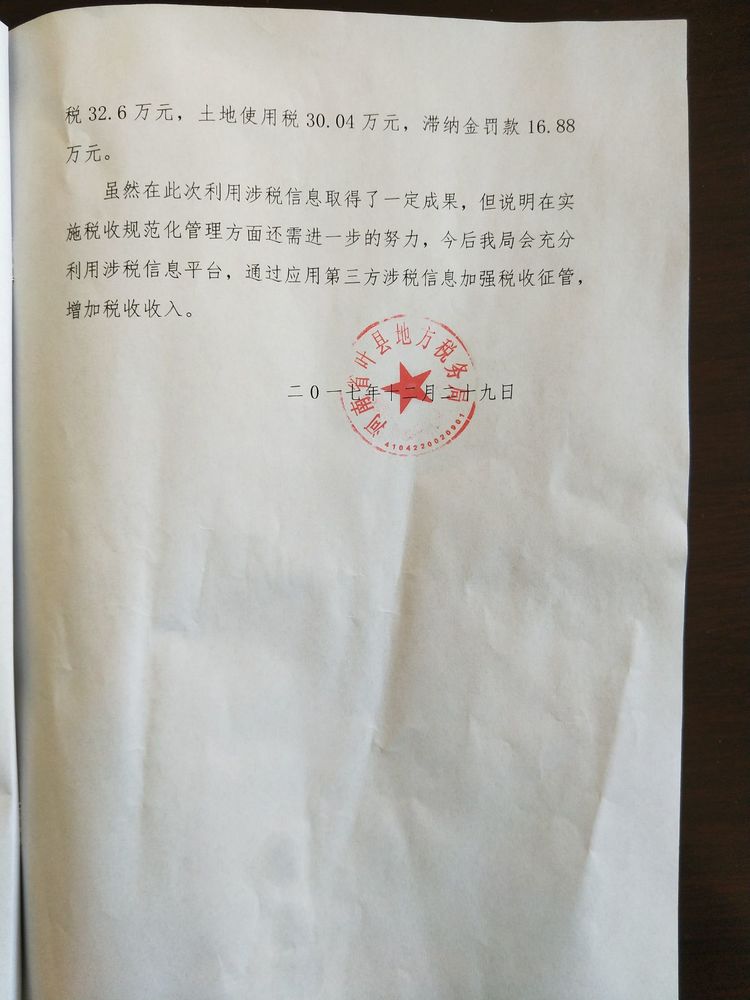 税32.6万元，土地使用税30.04万元，滞纳金罚款16.88
万元。
虽然在此次利用涉税信息取得了一定成果，但说明在实
施税收规范化管理方面还需进一步的努力，今后我局会充分
利用涉税信息平台，通过应用第三方涉税信息加强税收征管，
增加税收收入。
河南省叶县地方税务局
二0一七年十二月二十九日
4104220020901